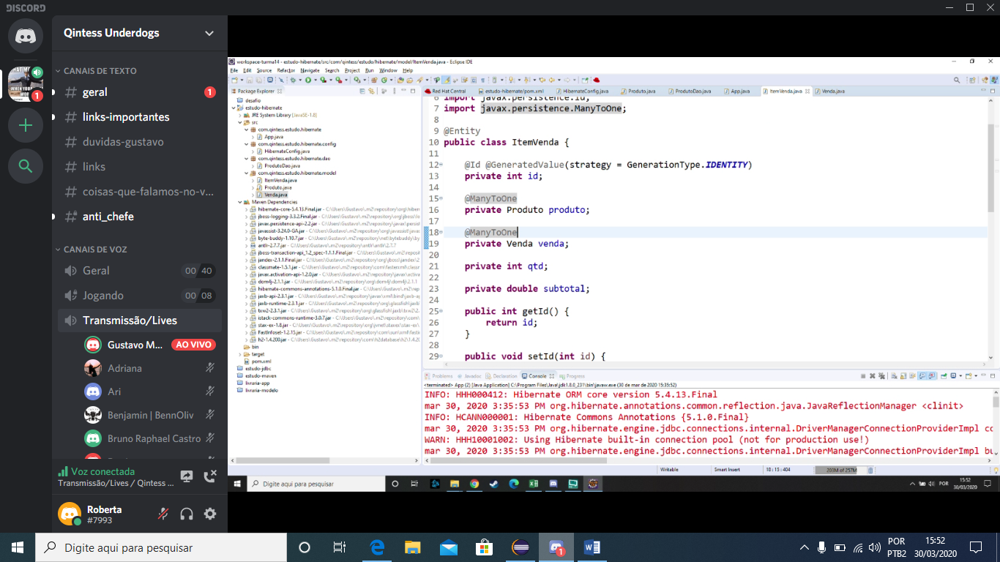 DISCORD
Qintess Underdogs
CANAIS DE TEXTO
geral
1
links-importantes
duvidas-gustavo
links
coisas-que-falamos-no-v...
anti_chefe
CANAIS DE VOZ
Geral
00 40
Jogando
00 08
Transmissão/Lives
Gustavo M...
AO VIVO
Adriana
Ari
Benjamin | BennOliv
Bruno Raphael Castro
Voz conectada
Transmissão/Lives / Qintess ...
Roberta
#7993
1
workspace-turma14 - estudo-hibernate/src/com/qintess/estudo/hibernate/model/ItemVenda.java - Eclipse IDE
File Edit Source Refactor Navigate Search Project Run Window Help
Package Explorer
desafio
estudo-hibernate
JRE System Library [JavaSE-1.8]
src
com.qintess.estudo.hibernate
App.java
com.qintess.estudo.hibernate.config
HibernateConfig.java
com.qintess.estudo.hibernate.dao
ProdutoDao.java
com.qintess.estudo.hibernate.model
ItemVenda.java
Produto.java
Venda.java
Maven Dependencies
hibernate-core-5.4.13.Final.jar - C:\Users\Gustavo\.m2\repository\org\hiber
jboss-logging-3.3.2.Final.jar - C:\Users\Gustavo\.m2\repository\org\jboss\lo
javax.persistence-api-2.2.jar - C:\Users\Gustavo\.m2\repository\javax\persist
javassist-3.24.0-GA.jar - C:\Users\Gustavo\.m2\repository\org\javassist\javas
byte-buddy-1.10.7.jar - C:\Users\Gustavo\.m2\repository\net\bytebuddy\by
antlr-2.7.7.jar - C:\Users\Gustavo\.m2\repository\antlr\antlr\2.7.7
jboss-transaction-api_1.2_spec-1.1.1.Final.jar - C:\Users\Gustavo\.m2\reposi
jandex-2.1.1.Final.jar - C:\Users\Gustavo\.m2\repository\org\jboss\jandex\2
classmate-1.5.1.jar - C:\Users\Gustavo\.m2\repository\com\fasterxml\classr
javax.activation-api-1.2.0.jar - C:\Users\Gustavo\.m2\repository\javax\activ
dom4j-2.1.1.jar - C:\Users\Gustavo\.m2\repository\org\dom4j\dom4j\2.1.1
hibernate-commons-annotations-5.1.0.Final.jar - C:\Users\Gustavo\.m2\rep
jaxb-api-2.3.1.jar - C:\Users\Gustavo\.m2\repository\javax\xml\bind\jaxb-ap
jaxb-runtime-2.3.1.jar - C:\Users\Gustavo\.m2\repository\org\glassfish\jaxb
txw2-2.3.1.jar - C:\Users\Gustavo\.m2\repository\org\glassfish\jaxb\txw2\2.3
istack-commons-runtime-3.0.7.jar - C:\Users\Gustavo\.m2\repository\com\
stax-ex-1.8.jar - C:\Users\Gustavo\.m2\repository\org\jvnet\staxex\stax-ex\
FastInfoset-1.2.15.jar - C:\Users\Gustavo\.m2\repository\com\sun\xml\fasti
h2-1.4.200.jar - C:\Users\Gustavo\.m2\repository\com\h2database\h2\1.4.20
bin
target
pom.xml
estudo-jdbc
estudo-maven
livraria-app
livraria-modelo
Red Hat Central estudo-hibernate/pom.xml HibernateConfig.java Produto.java ProdutoDao.java App.java ItemVenda.java Venda.java
6 import javax.persistence.Id;
7 import javax.persistence.ManyToOne;
8
9 @Entity
10 public class ItemVenda {
11
12 @Id @GeneratedValue(strategy = GenerationType.IDENTITY)
13 private int id;
14
15 @ManyToOne
16 private Produto produto;
17
18 @ManyToOne
19 private Venda venda;
20
21 private int qtd;
22
23 private double subtotal;
24
25 public int getId() {
26 return id;
27 }
28
29 public void setId(int id) {
Problems Javadoc Declaration Console Progress
<terminated> App (2) [Java Application] C:\Program Files\Java\jdk1.8.0_231\bin\javaw.exe (30 de mar de 2020 15:35:52)
INFO: HHH000412: Hibernate ORM core version 5.4.13.Final
mar 30, 2020 3:35:53 PM org.hibernate.annotations.common.reflection.java.JavaReflectionManager <clinit>
INFO: HCANN000001: Hibernate Commons Annotations {5.1.0.Final}
mar 30, 2020 3:35:53 PM org.hibernate.engine.jdbc.connections.internal.DriverManagerConnectionProviderImpl co
WARN: HHH10001002: Using Hibernate built-in connection pool (not for production use!)
mar 30, 2020 3:35:53 PM org.hibernate.engine.jdbc.connections.internal.DriverManagerConnectionProviderImpl bu
Writable Smart Insert 18 : 15 : 404 203M of 257M
Digite aqui para pesquisar
POR
15:52
30/03/2020
Digite aqui para pesquisar
1
POR
PTB2
15:52
30/03/2020